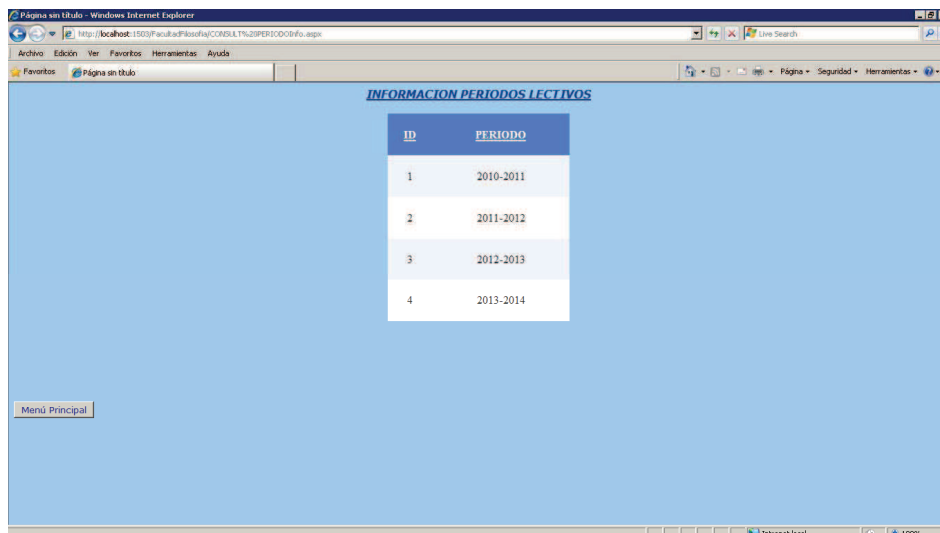 Página sin título - Windows Internet Explorer
http://localhost:1503/FacultadFilosofia/CONSULT%20PERIODOInfo.aspx
Live Search
Archivo Edición Ver Favoritos Herramientas Ayuda
Favoritos Página sin título Página Seguridad Herramientas
INFORMACION PERIODOS LECTIVOS
ID PERIODO
1 2010-2011
2 2011-2012
3 2012-2013
4 2013-2014
Menú Principal